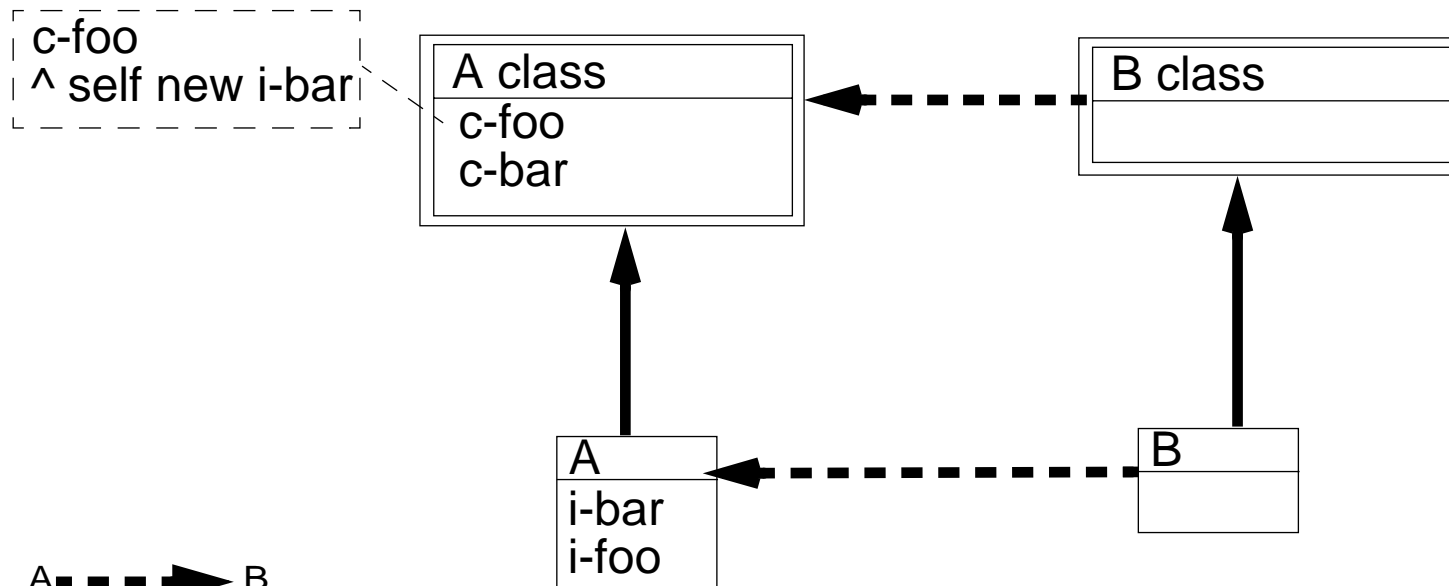 c-foo
^ self new i-bar
A class
c-foo
c-bar
B class
A
i-bar
i-foo
B
A B